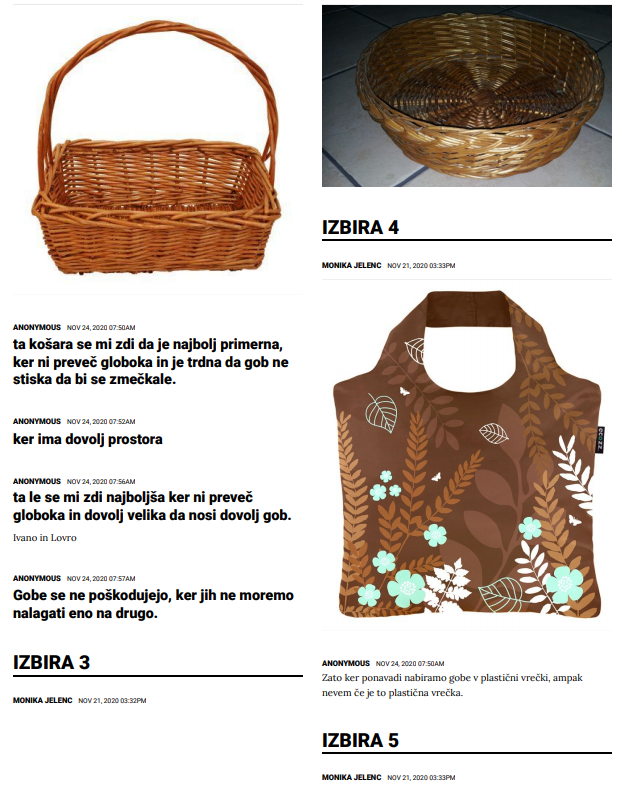 ANONYMOUS NOV 24, 2020 07:50AM
ta košara se mi zdi da je najbolj primerna,
ker ni preveč globoka in je trdna da gob ne
stiska da bi se zmečkale.
ANONYMOUS NOV 24, 2020 07:52AM
ker ima dovolj prostora
ANONYMOUS NOV 24, 2020 07:56AM
ta le se mi zdi najboljša ker ni preveč
globoka in dovolj velika da nosi dovolj gob.
Ivano in Lovro
ANONYMOUS NOV 24, 2020 07:57AM
Gobe se ne poškodujejo, ker jih ne moremo
nalagati eno na drugo.
IZBIRA 3
MONIKA JELENC NOV 21, 2020 03:32PM
IZBIRA 4
MONIKA JELENC NOV 21, 2020 03:33PM
ANONYMOUS NOV 24, 2020 07:50AM
Zato ker ponavadi nabiramo gobe v plastični vrečki, ampak
nevem če je to plastična vrečka.
IZBIRA 5
MONIKA JELENC NOV 21, 2020 03:33PM